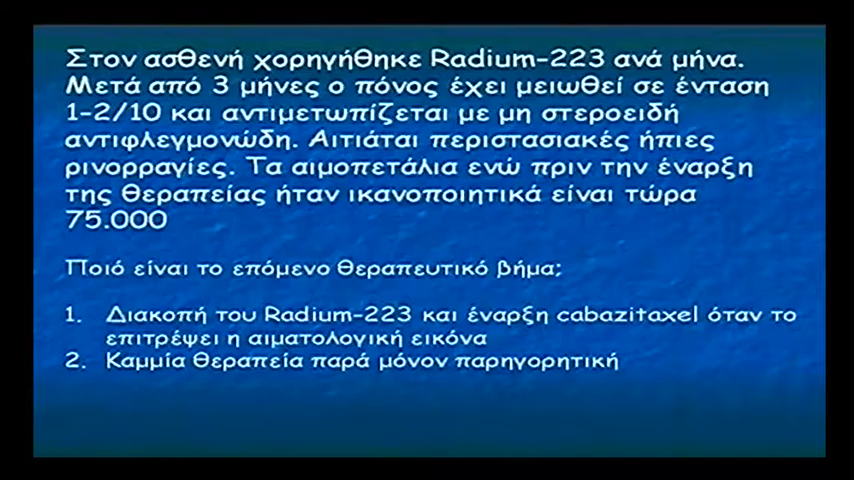 Στον ασθενή χορηγήθηκε Radium-223 ανά μήνα.
Μετά από 3 μήνες ο πόνος έχει μειωθεί σε ένταση
1-2/10 και αντιμετωπίζεται με μη στεροειδή
αντιφλεγμονώδη. Αιτιάται περιστασιακές ήπιες
ρινορραγίες. Τα αιμοπετάλια ενώ πριν την έναρξη
της θεραπείας ήταν ικανοποιητικά είναι τώρα
75.000
Ποιό είναι το επόμενο θεραπευτικό βήμα;
1. Διακοπή του Radium-223 και έναρξη cabazitaxel όταν το
επιτρέψει η αιματολογική εικόνα
2. Καμμία θεραπεία παρά μόνον παρηγορητική